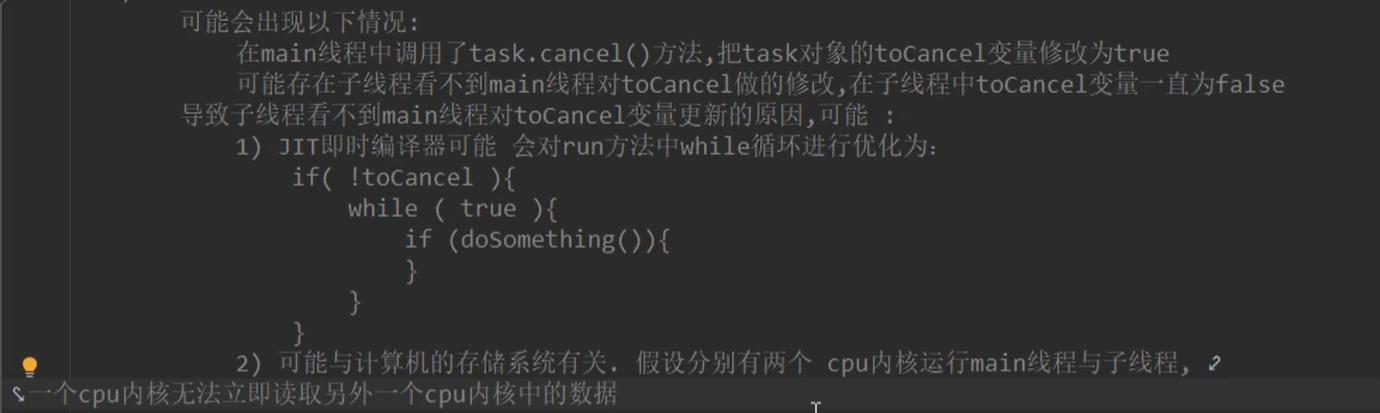 可能会出现以下情况:
在main线程中调用了task.cancel()方法,把task对象的toCancel变量修改为true
可能存在子线程看不到main线程对toCancel做的修改,在子线程中toCancel变量一直为false
导致子线程看不到main线程对toCancel变量更新的原因,可能 :
1) JIT即时编译器可能 会对run方法中while循环进行优化为:
if( !toCancel ){
while ( true ){
if (doSomething()){
}
}
}
2) 可能与计算机的存储系统有关. 假设分别有两个 cpu内核运行main线程与子线程,
一个cpu内核无法立即读取另外一个cpu内核中的数据